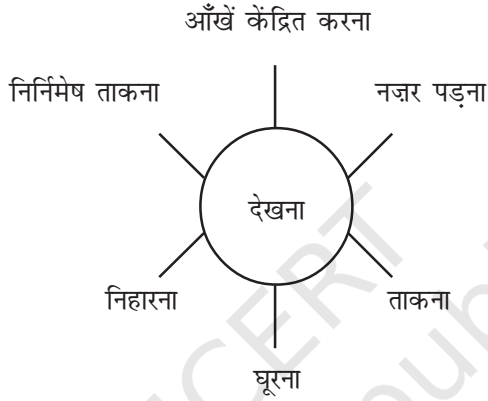 आँखें केंद्रित करना
निर्निमेष ताकना
नज़र पड़ना
देखना
निहारना
ताकना
घूरना